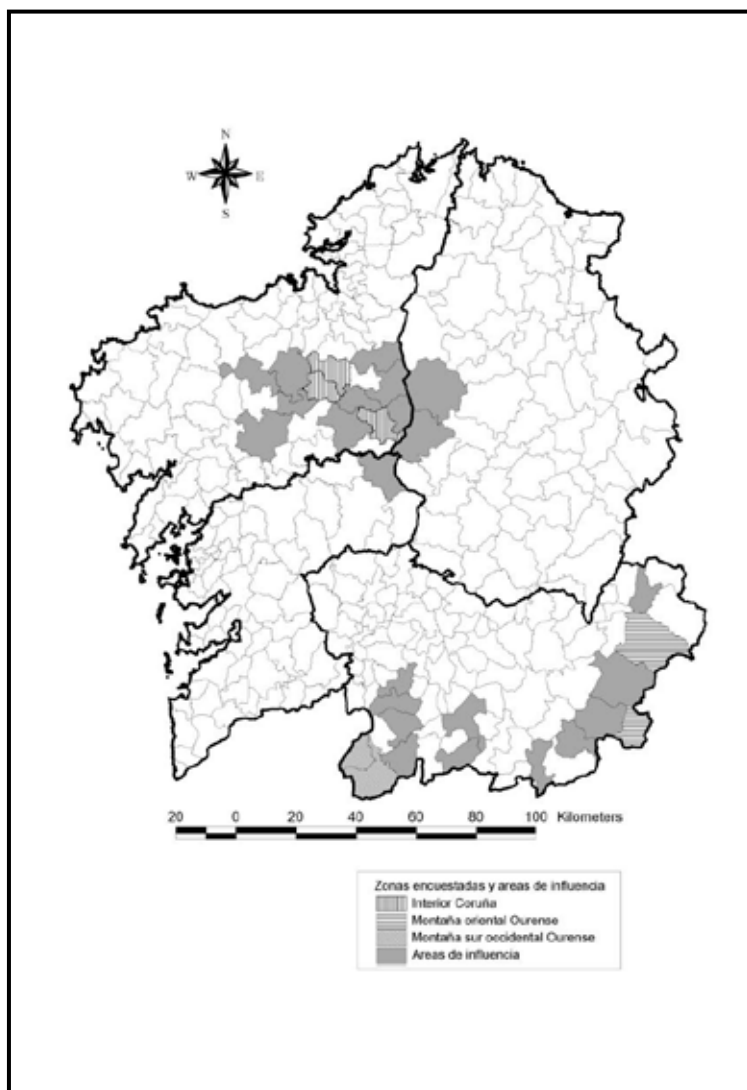 N
W E
S
20 0 20 40 60 80 100 Kilometers
Zonas encuestadas y areas de influencia
Interior Coruña
Montaña oriental Ourense
Montaña sur occidental Ourense
Areas de influencia